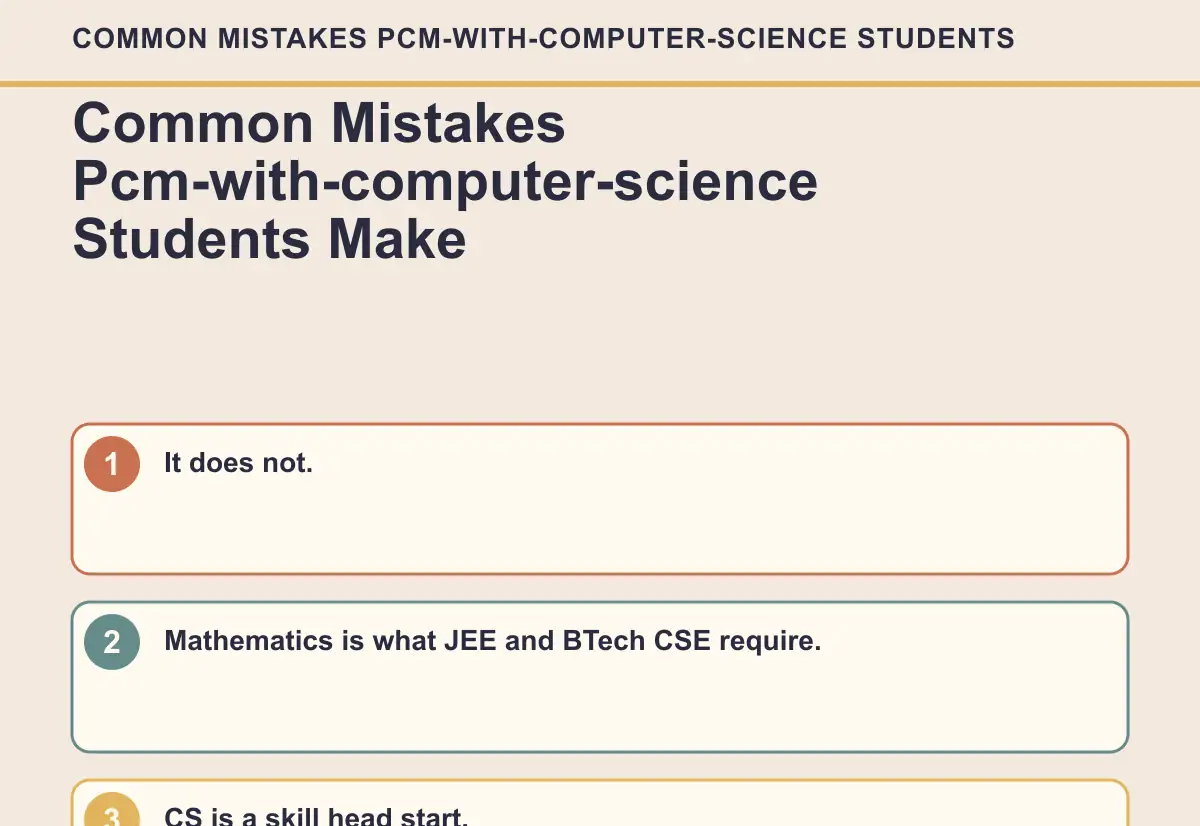 COMMON MISTAKES PCM-WITH-COMPUTER-SCIENCE STUDENTS
Common Mistakes
Pcm-with-computer-science
Students Make
1
It does not.
2
Mathematics is what JEE and BTech CSE require.
3
CS is a skill head start.